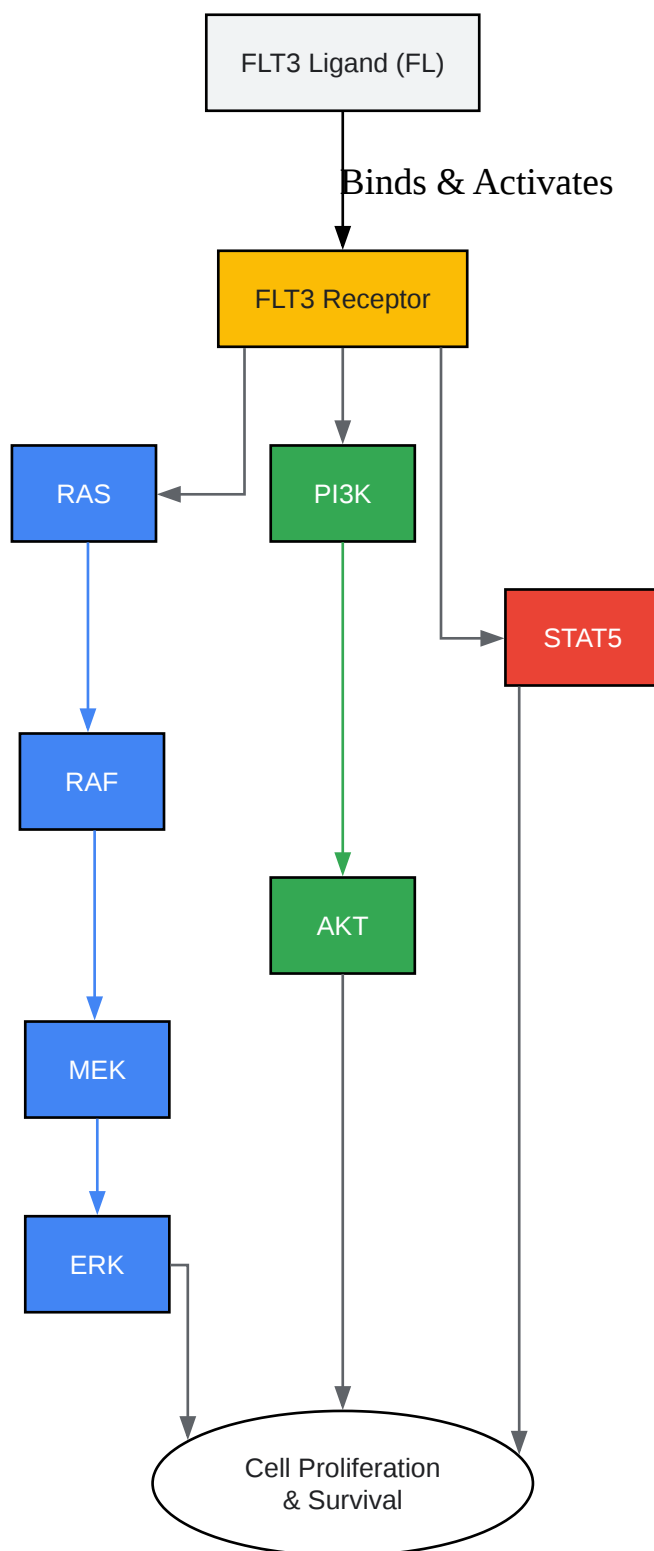 FLT3 Ligand (FL)
Binds & Activates
FLT3 Receptor
RAS
PI3K
STAT5
RAF
AKT
MEK
ERK
Cell Proliferation
& Survival